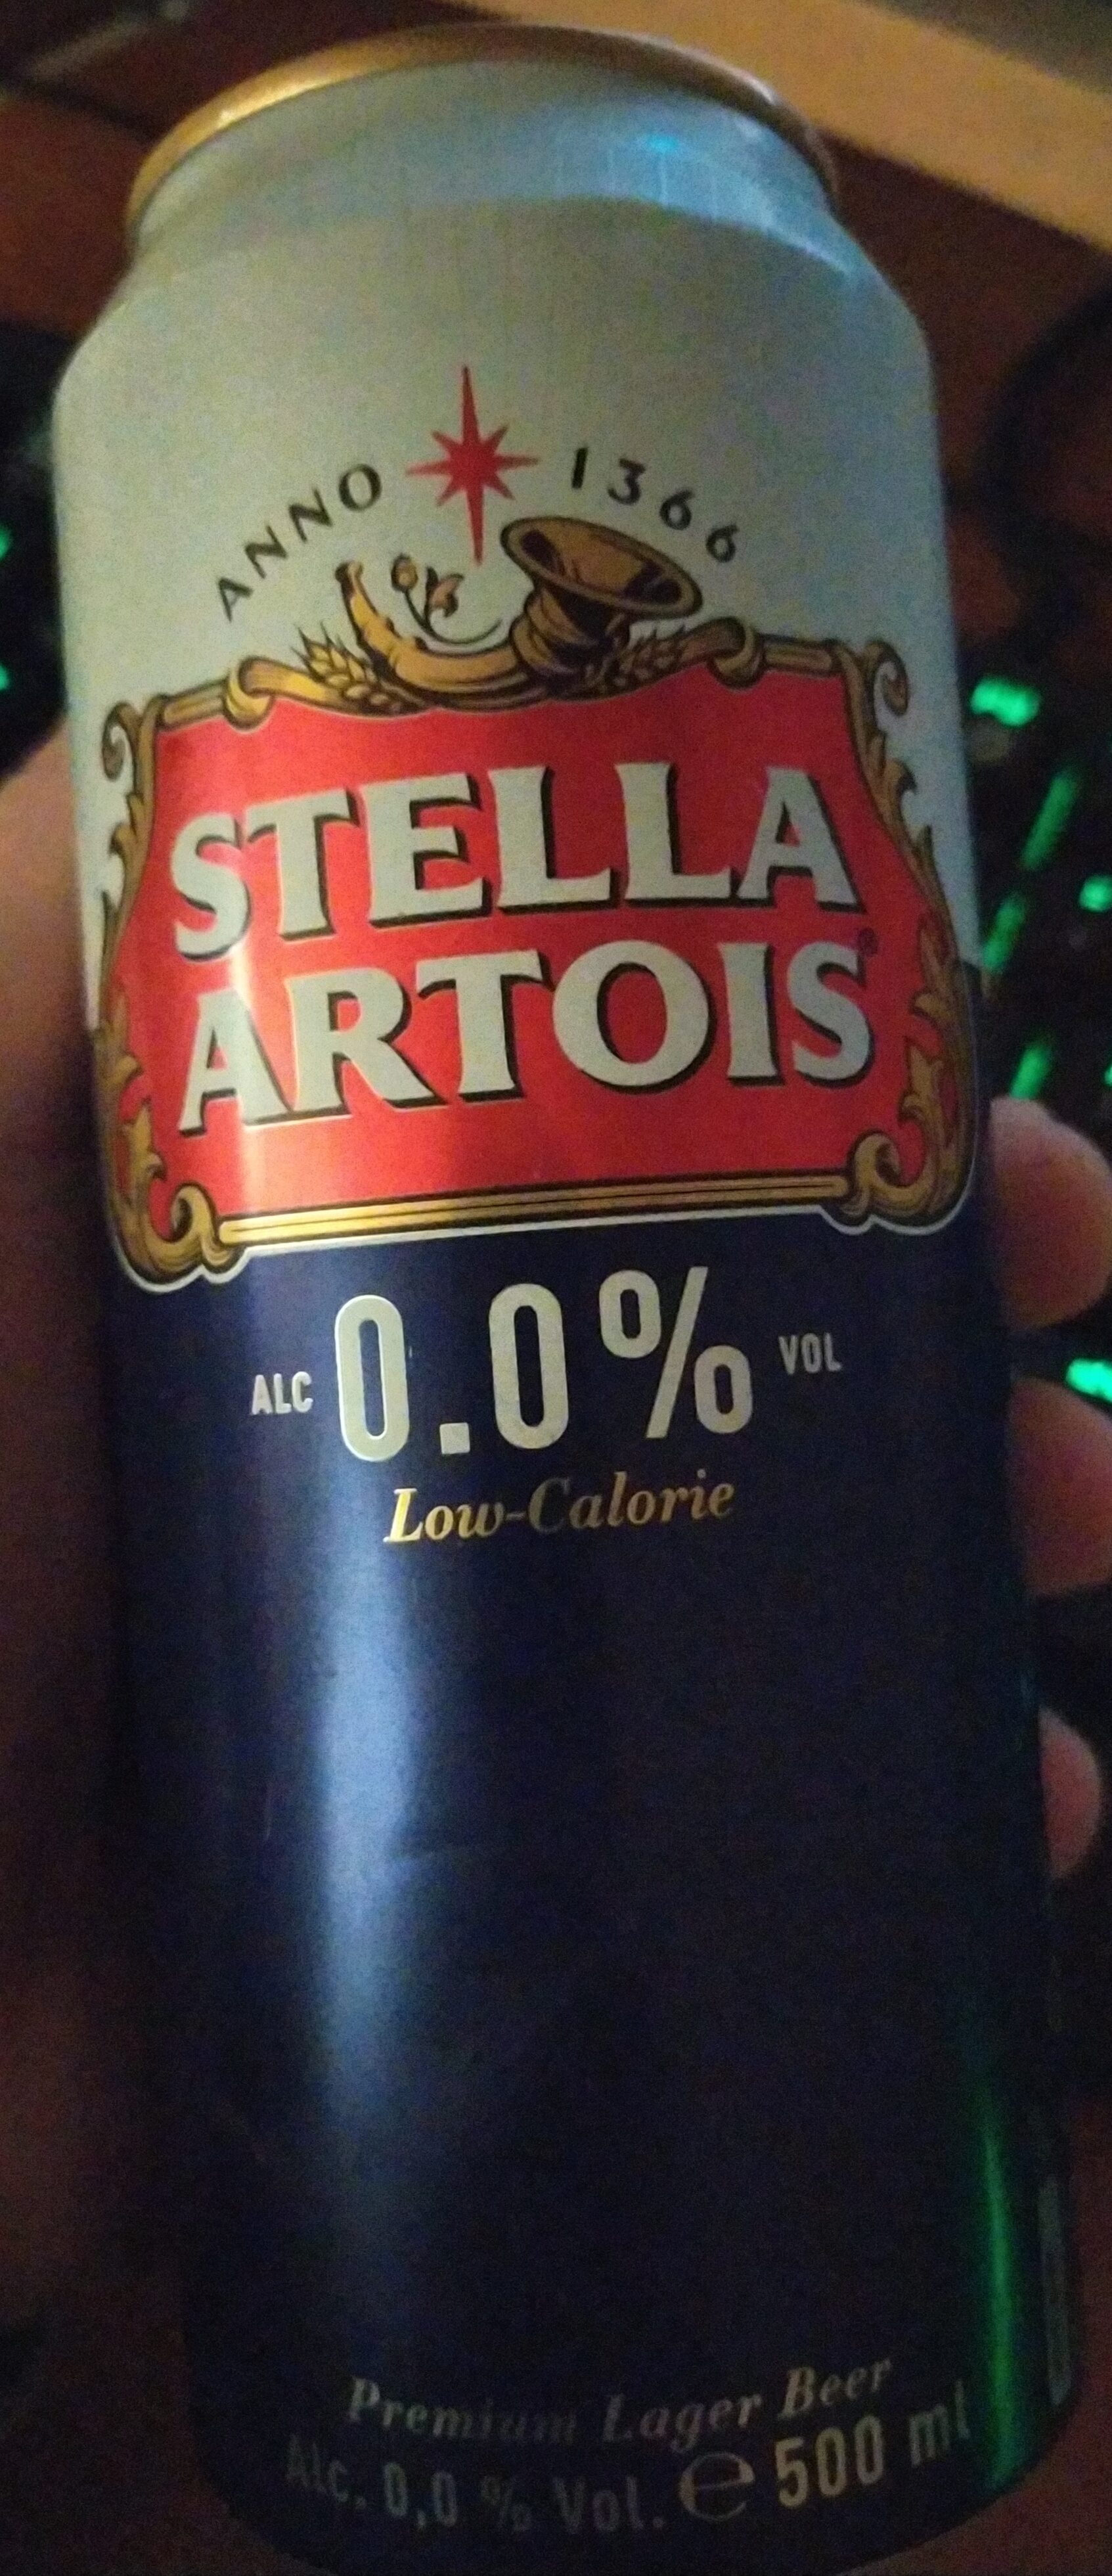 ANNO 1366
STELLA
ARTOIS®
ALC 0.0% VOL
Low-Calorie
Premium Lager Beer
Alc. 0,0 % Vol. ℮ 500 ml